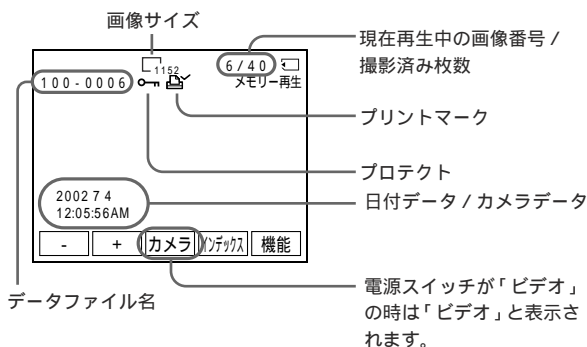 画像サイズ
現在再生中の画像番号 /
撮影済み枚数
1152
6 / 40
100-0006
メモリー再生
プリントマーク
プロテクト
日付データ / カメラデータ
2002 7 4
12:05:56AM
- + カメラ インデックス 機能
データファイル名
電源スイッチが「ビデオ」
の時は「ビデオ」と表示さ
れます。